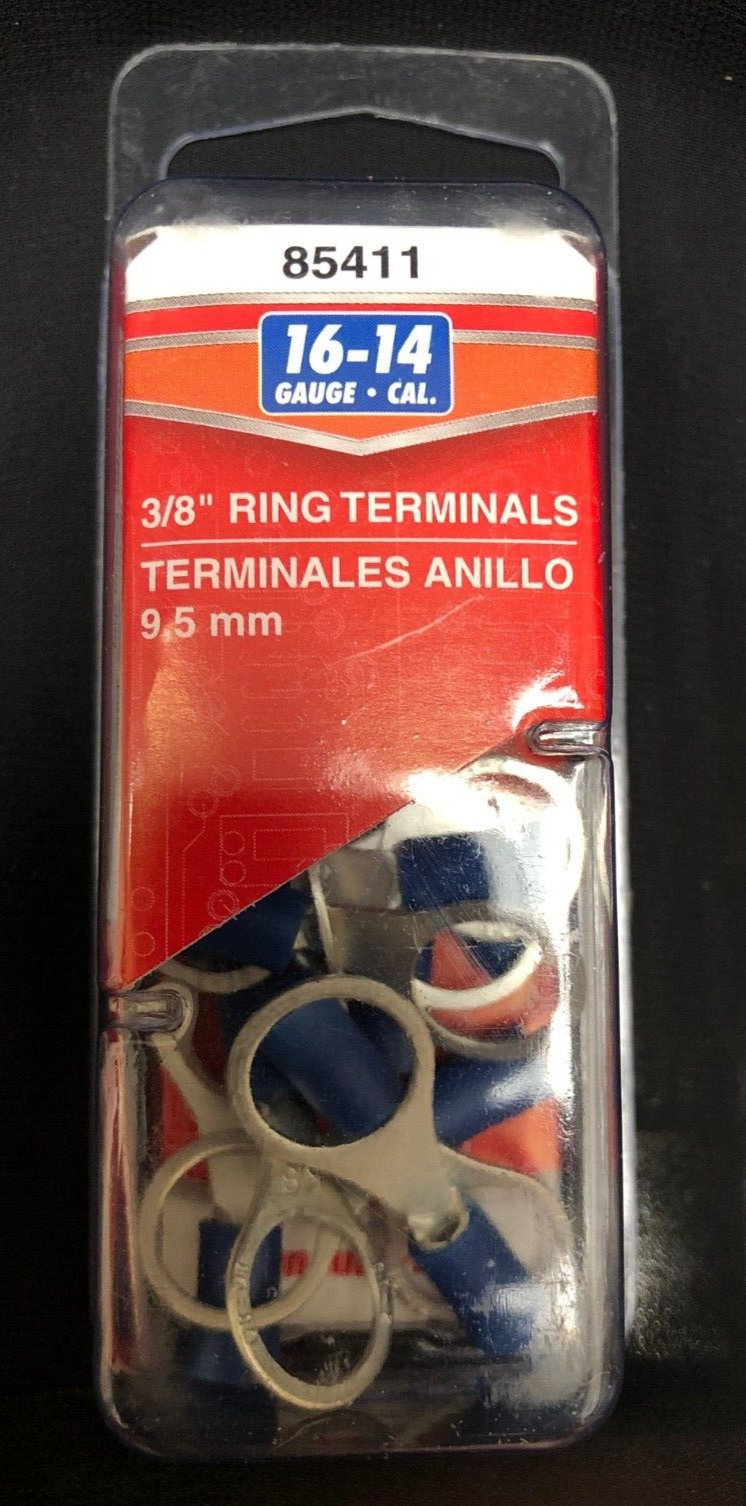 85411
16-14
GAUGE • CAL.
3/8" RING TERMINALS
TERMINALES ANILLO
9,5 mm